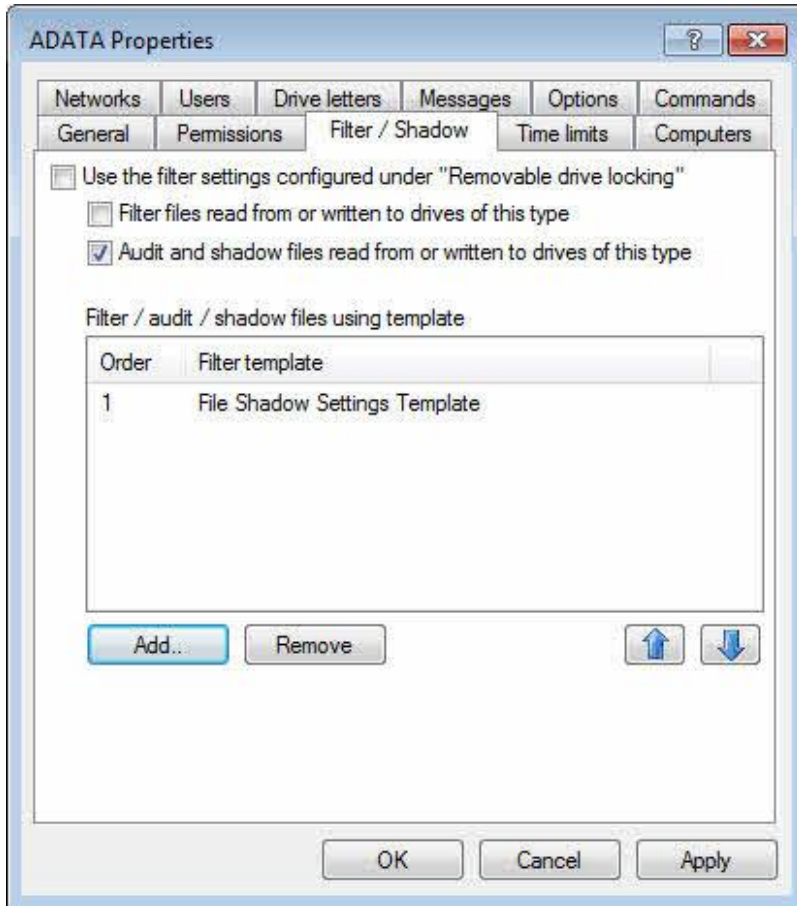 ADATA Properties
Networks Users Drive letters Messages Options Commands
General Permissions Filter / Shadow Time limits Computers
Use the filter settings configured under "Removable drive locking"
Filter files read from or written to drives of this type
Audit and shadow files read from or written to drives of this type
Filter / audit / shadow files using template
Order Filter template
1 File Shadow Settings Template
Add.. Remove
OK Cancel Apply